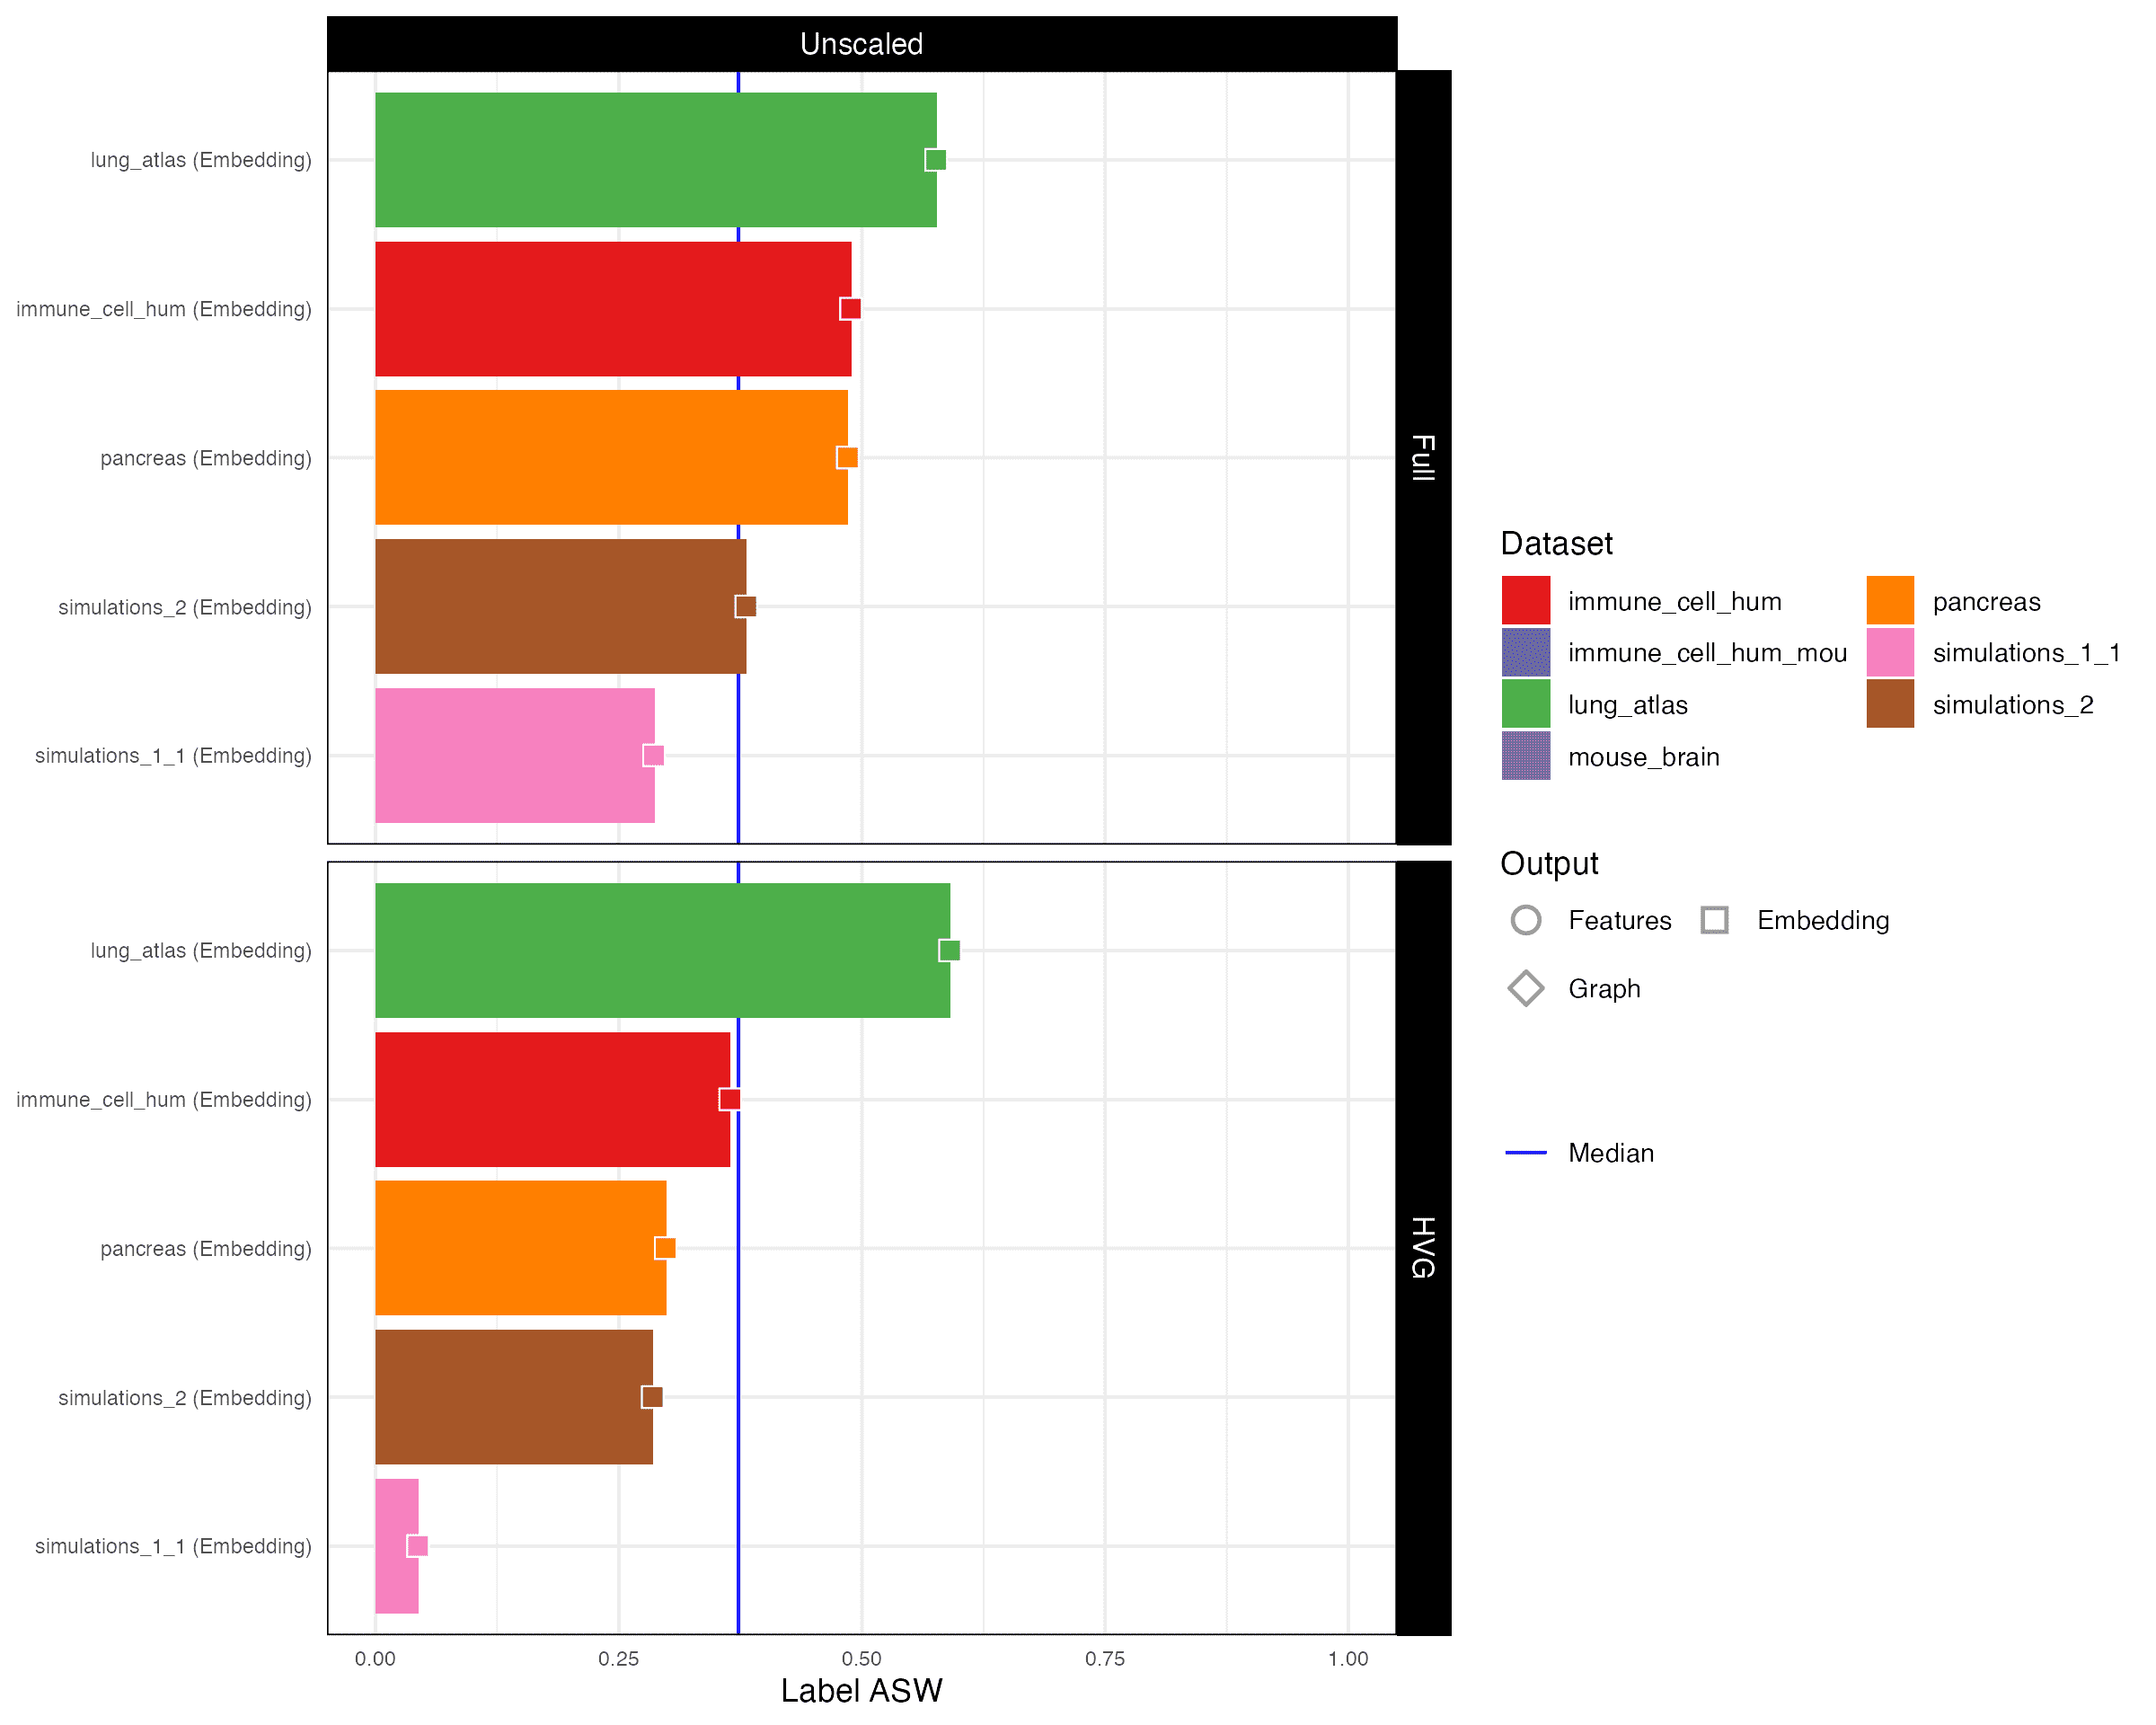 Unscaled
lung_atlas (Embedding)
immune_cell_hum (Embedding)
pancreas (Embedding)
simulations_2 (Embedding)
simulations_1_1 (Embedding)
Full
lung_atlas (Embedding)
immune_cell_hum (Embedding)
pancreas (Embedding)
simulations_2 (Embedding)
simulations_1_1 (Embedding)
HVG
0.00 0.25 0.50 0.75 1.00
Label ASW
Dataset
immune_cell_hum pancreas
immune_cell_hum_mou simulations_1_1
lung_atlas simulations_2
mouse_brain
Output
Features Embedding
Graph
Median